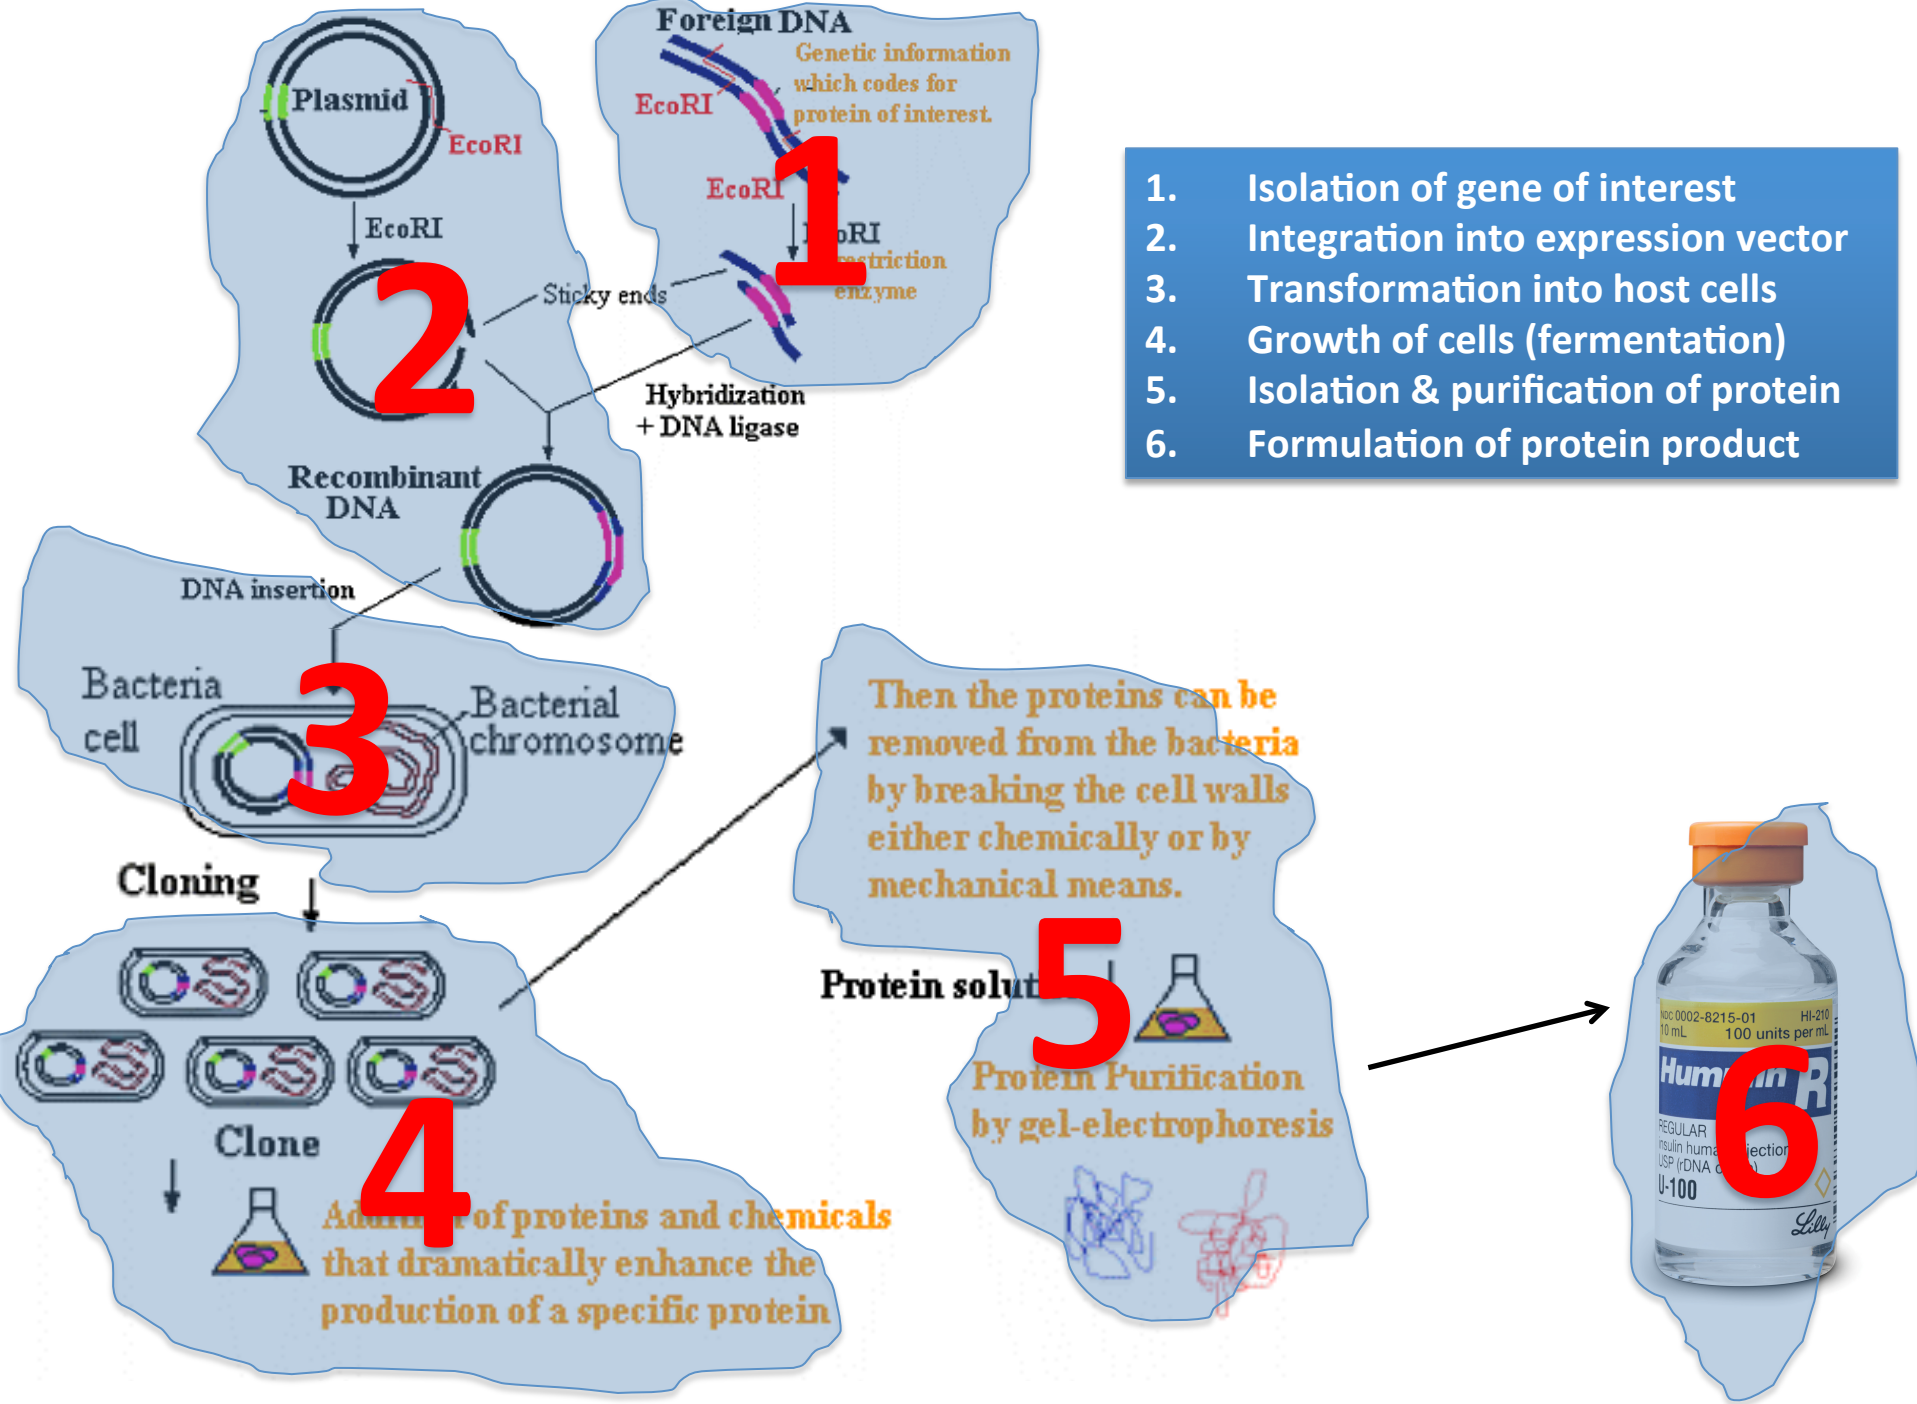 Foreign DNA
Genetic information
which codes for
protein of interest.
EcoRI
EcoRI
1
restriction
enzyme
Plasmid
EcoRI
EcoRI
2
Sticky ends
Hybridization
+ DNA ligase
Recombinant
DNA
1. Isolation of gene of interest
2. Integration into expression vector
3. Transformation into host cells
4. Growth of cells (fermentation)
5. Isolation & purification of protein
6. Formulation of protein product
DNA insertion
Bacteria
cell
3
Bacterial
chromosome
Cloning
Clone
4
of proteins and chemicals
that dramatically enhance the
production of a specific protein
Then the proteins can be
removed from the bacteria
by breaking the cell walls
either chemically or by
mechanical means.
5
Protein
Protein Purification
by gel-electrophoresis
NDC 0002-8215-01 HI-210
10 mL 100 units per mL
R
6
REGULAR
insulin human
USP (rDNA
U-100
Lilly